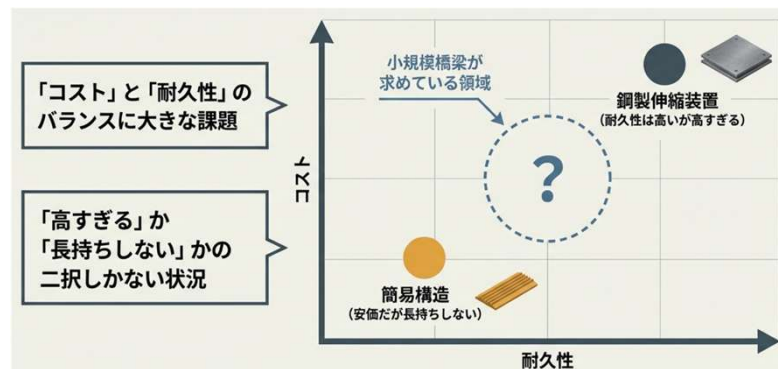 「コスト」と「耐久性」の
バランスに大きな課題
「高すぎる」か
「長持ちしない」かの
二択しかない状況
コスト
小規模橋梁が
求めている領域
?
鋼製伸縮装置
(耐久性は高いが高すぎる)
簡易構造
(安価だが長持ちしない)
耐久性